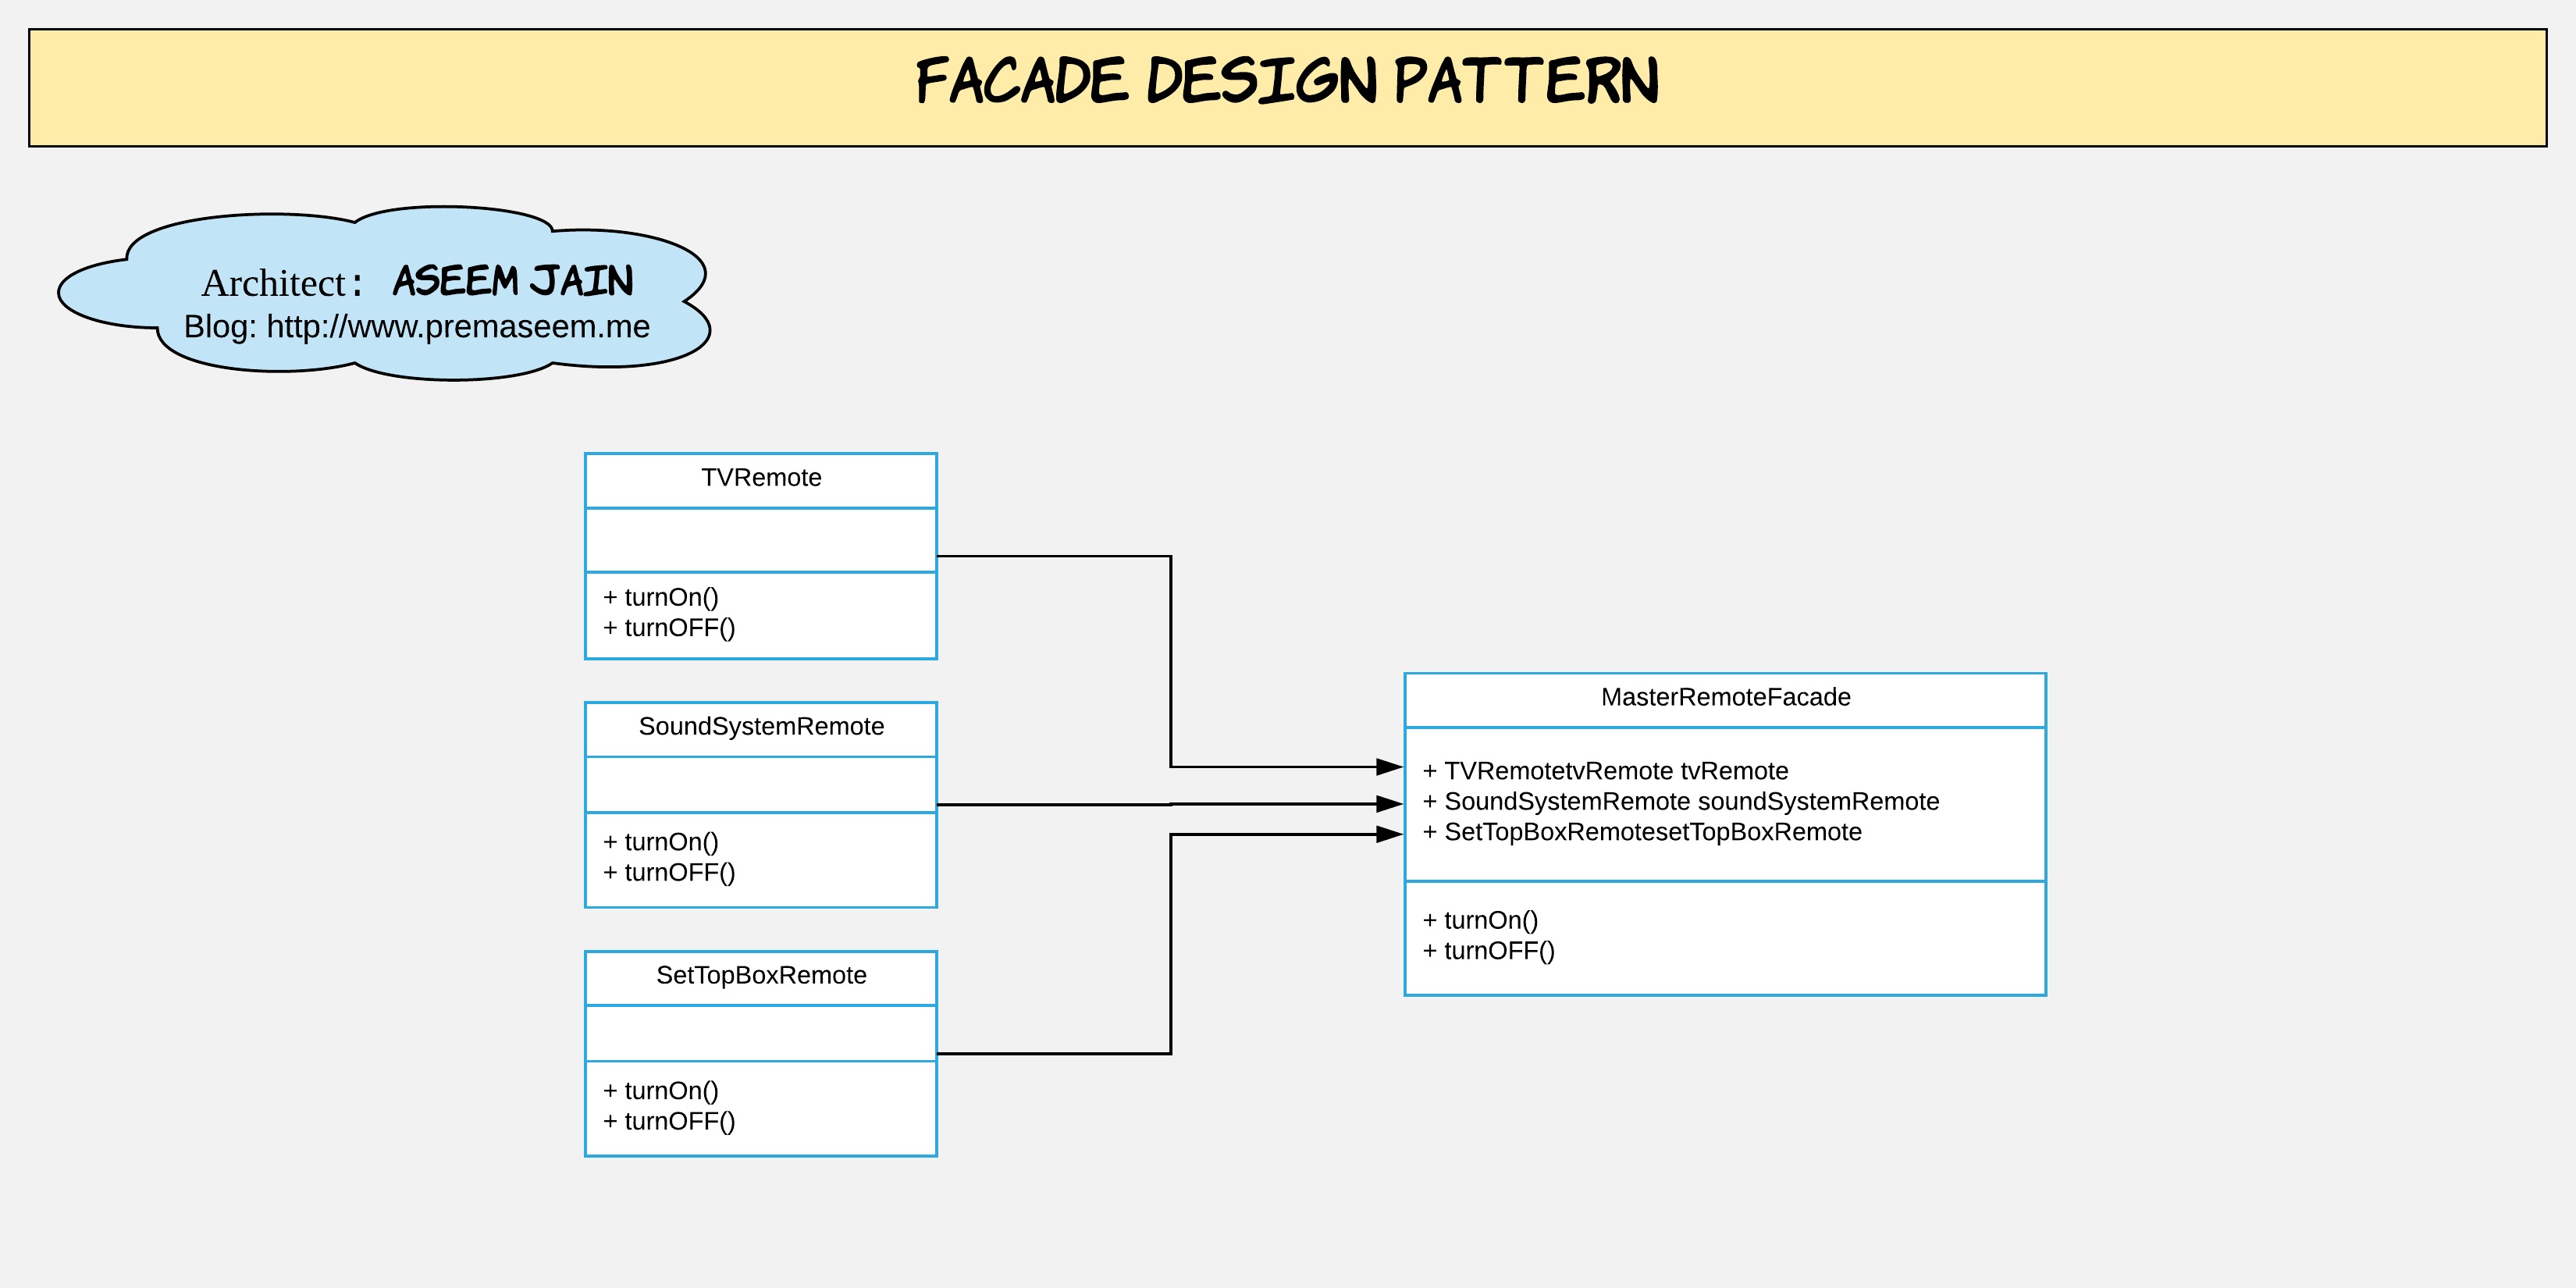 FACADE DESIGN PATTERN
Architect: ASEEM JAIN
Blog: http://www.premaseem.me
TVRemote
+ turnOn()
+ turnOFF()
SoundSystemRemote
+ turnOn()
+ turnOFF()
SetTopBoxRemote
+ turnOn()
+ turnOFF()
MasterRemoteFacade
+ TVRemotetvRemote tvRemote
+ SoundSystemRemote soundSystemRemote
+ SetTopBoxRemotesetTopBoxRemote
+ turnOn()
+ turnOFF()